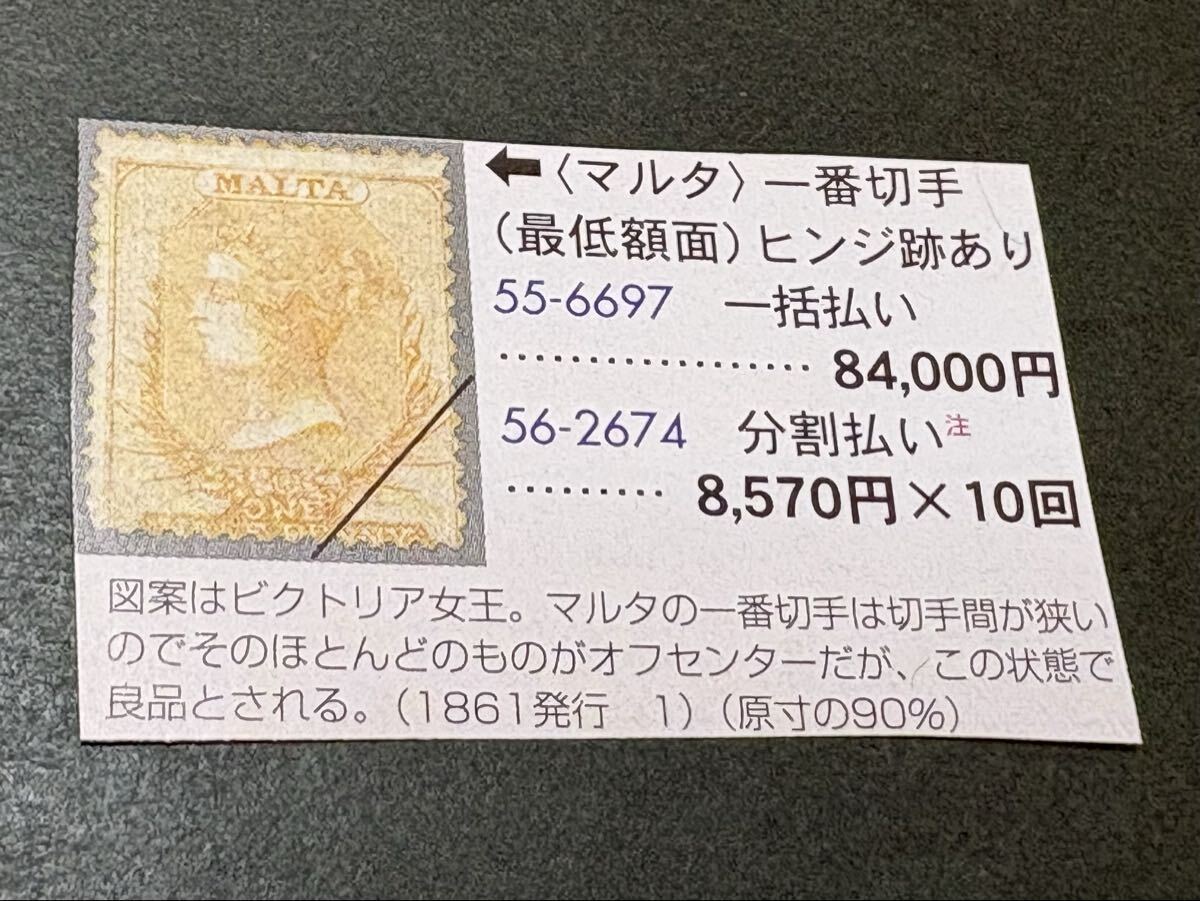 MALTA
ONE
←〈マルタ〉一番切手
(最低額面)ヒンジ跡あり
55-6697 一括払い
·················· 84,000円
56-2674 分割払い注
········· 8,570円×10回
図案はビクトリア女王。マルタの一番切手は切手間が狭い
のでそのほとんどのものがオフセンターだが、この状態で
良品とされる。(1861発行 1)(原寸の90%)